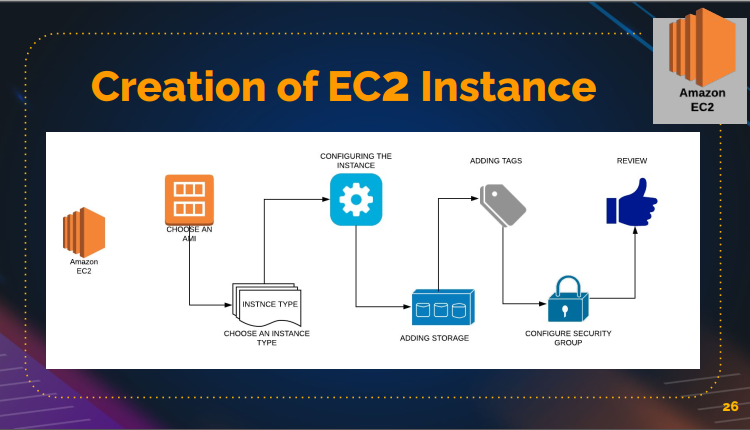 Creation of EC2 Instance
Amazon
EC2
CONFIGURING THE
INSTANCE
ADDING TAGS
REVIEW
CHOOSE AN
AMI
Amazon
EC2
INSTNCE TYPE
CHOOSE AN INSTANCE
TYPE
ADDING STORAGE
CONFIGURE SECURITY
GROUP
26